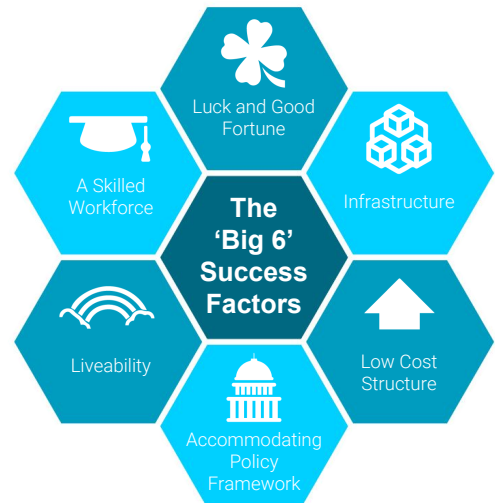 Luck and Good
Fortune
A Skilled
Workforce
Infrastructure
The
‘Big 6’
Success
Factors
Liveability
Low Cost
Structure
Accommodating
Policy
Framework